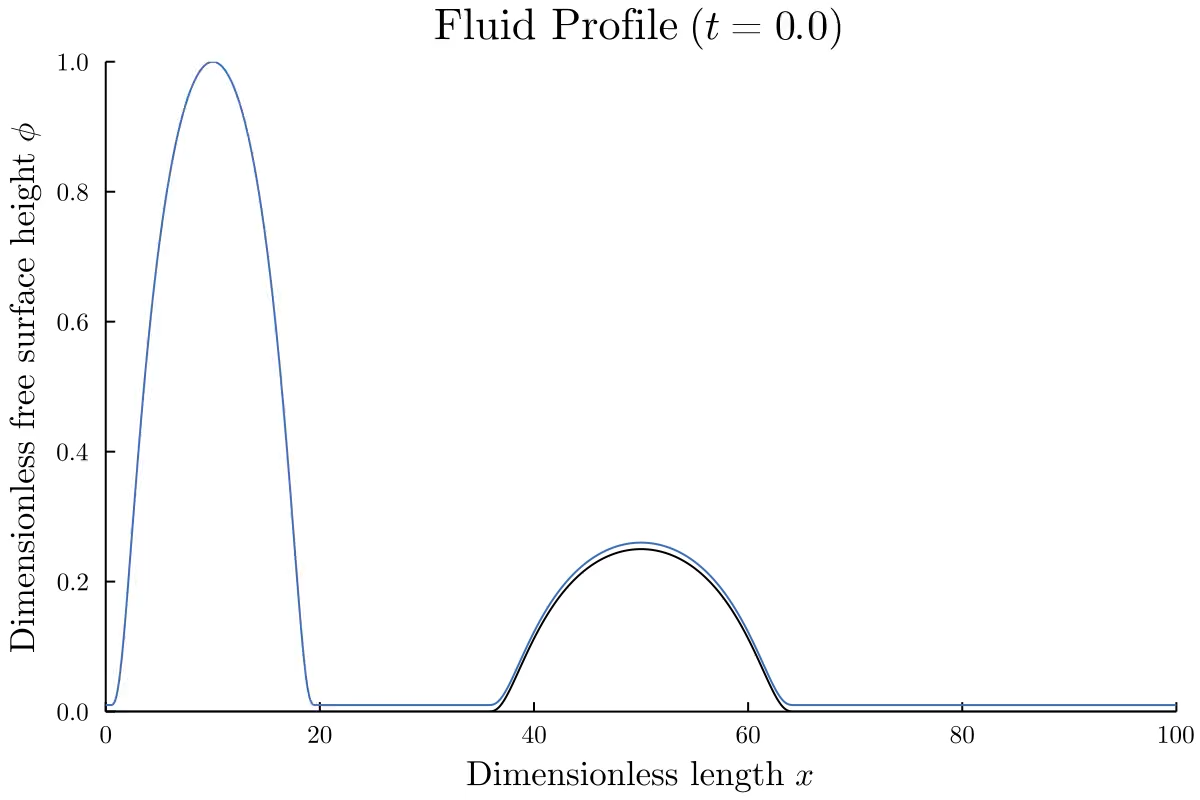 Fluid Profile (t = 0.0)
Dimensionless free surface height ϕ
1.0
0.8
0.6
0.4
0.2
0.0
0 20 40 60 80 100
Dimensionless length x